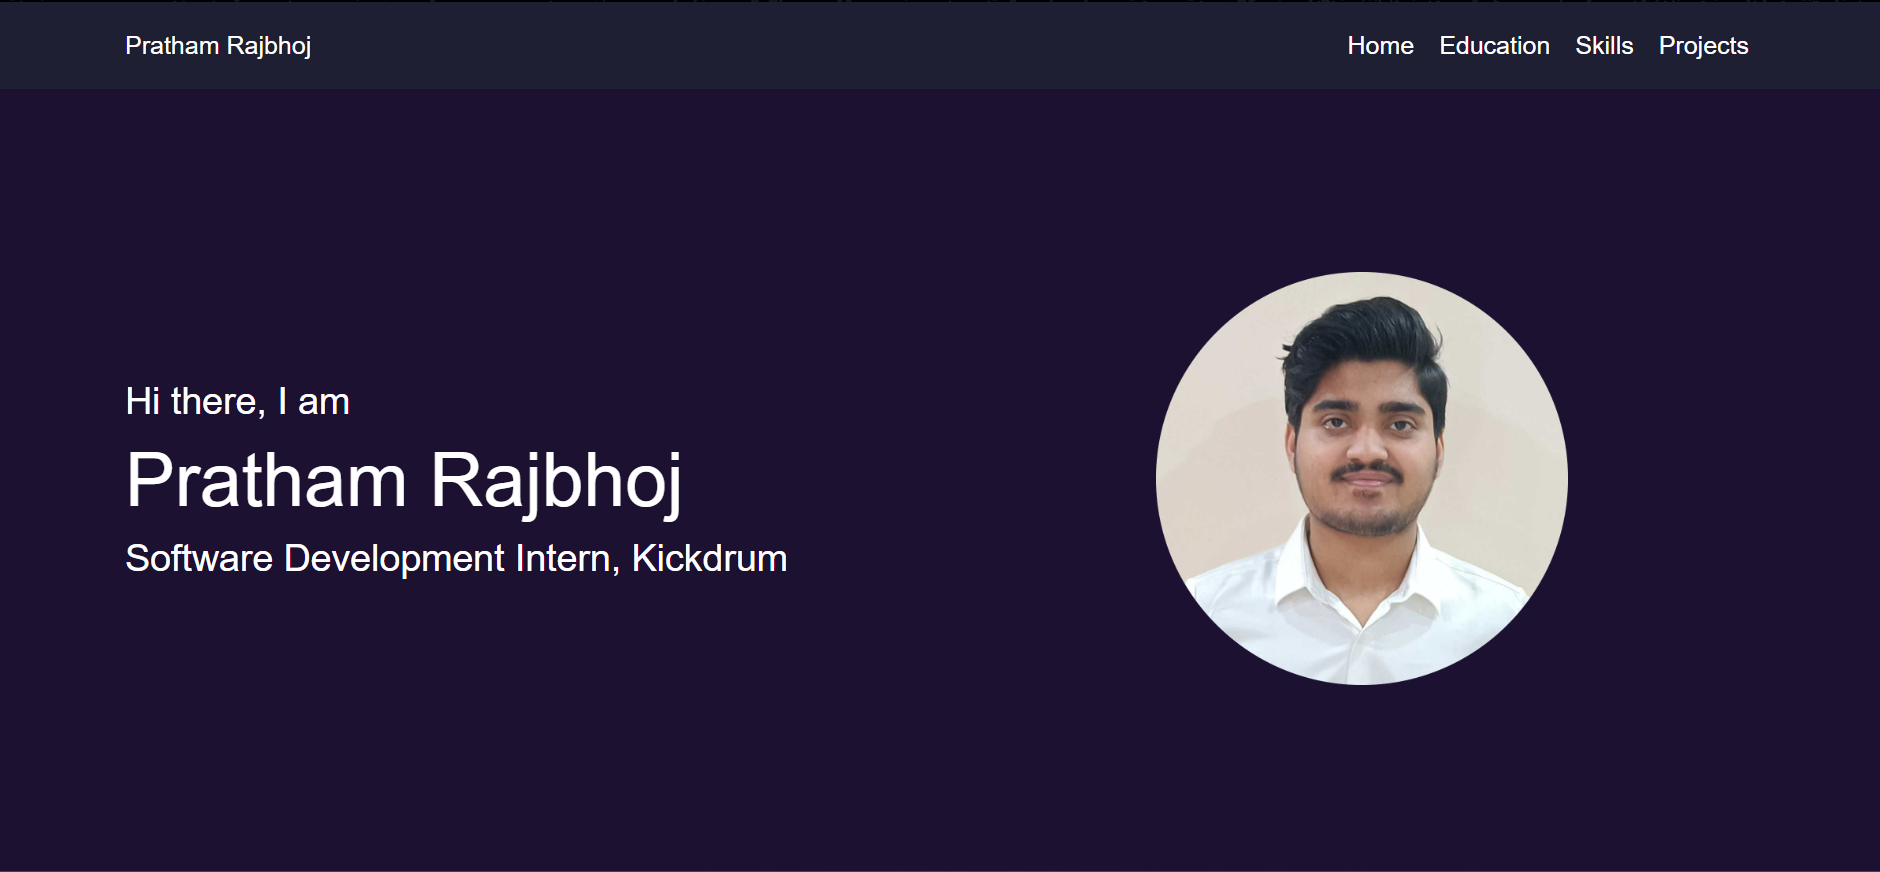 Pratham Rajbhoj
Home Education Skills Projects
Hi there, I am
Pratham Rajbhoj
Software Development Intern, Kickdrum